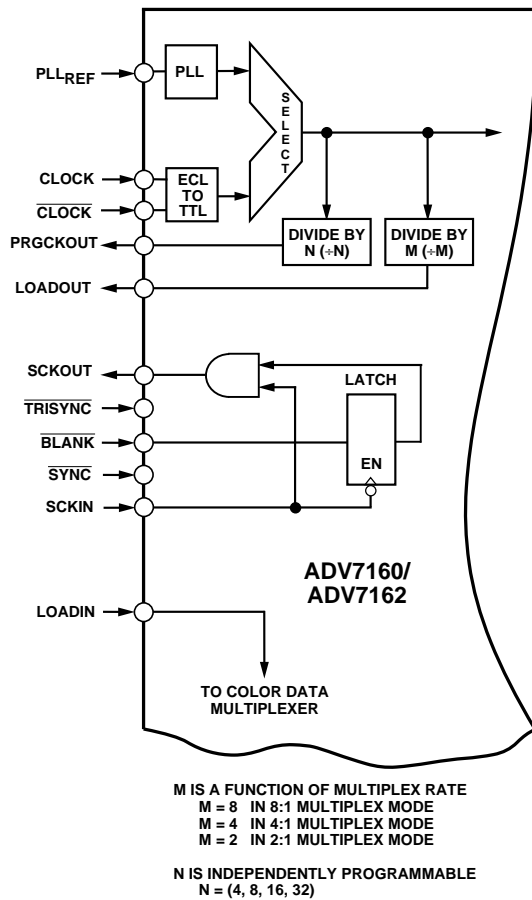 PLLREF
PLL
SELECT
CLOCK
CLOCK
ECL
TO
TTL
PRGCKOUT
DIVIDE BY
N (÷N)
DIVIDE BY
M (÷M)
LOADOUT
SCKOUT
LATCH
TRISYNC
BLANK
EN
SYNC
SCKIN
ADV7160/
ADV7162
LOADIN
TO COLOR DATA
MULTIPLEXER
M IS A FUNCTION OF MULTIPLEX RATE
M = 8 IN 8:1 MULTIPLEX MODE
M = 4 IN 4:1 MULTIPLEX MODE
M = 2 IN 2:1 MULTIPLEX MODE
N IS INDEPENDENTLY PROGRAMMABLE
N = (4, 8, 16, 32)